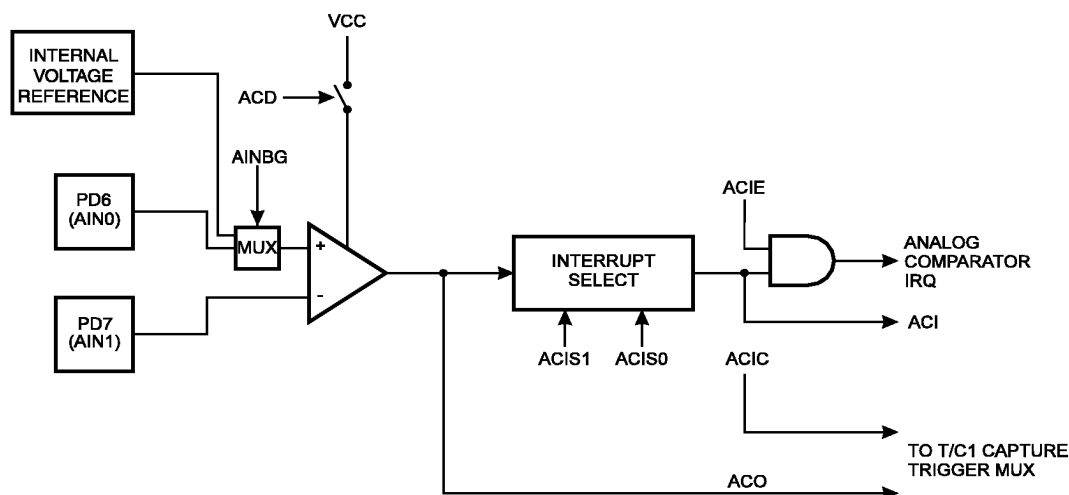 VCC
INTERNAL
VOLTAGE
REFERENCE
ACD
AINBG
PD6
(AIN0)
MUX
+
-
PD7
(AIN1)
INTERRUPT
SELECT
ACIS1
ACIS0
ACIE
ANALOG
COMPARATOR
IRQ
ACI
ACIC
TO T/C1 CAPTURE
TRIGGER MUX
ACO